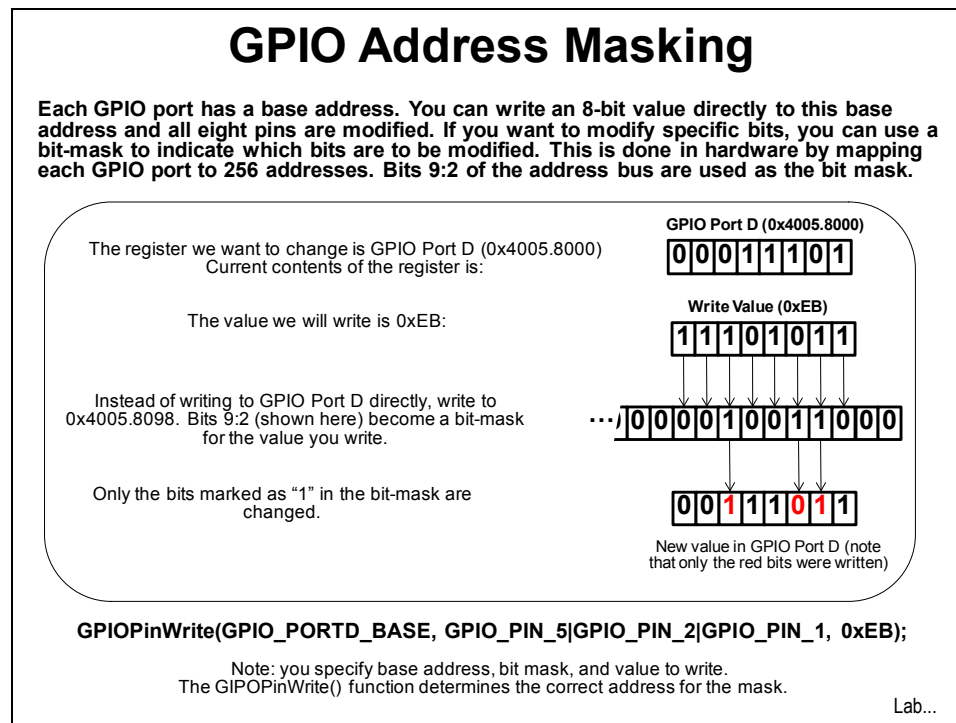 GPIO Address Masking
Each GPIO port has a base address. You can write an 8-bit value directly to this base
address and all eight pins are modified. If you want to modify specific bits, you can use a
bit-mask to indicate which bits are to be modified. This is done in hardware by mapping
each GPIO port to 256 addresses. Bits 9:2 of the address bus are used as the bit mask.
GPIO Port D (0x4005.8000)
The register we want to change is GPIO Port D (0x4005.8000)
Current contents of the register is:
0 0 0 1 1 1 0 1
Write Value (0xEB)
The value we will write is 0xEB:
1 1 1 0 1 0 1 1
Instead of writing to GPIO Port D directly, write to
0x4005.8098. Bits 9:2 (shown here) become a bit-mask
for the value you write.
... 0 0 0 0 1 0 0 1 1 0 0 0
Only the bits marked as “1” in the bit-mask are
changed.
0 0 1 1 1 0 1 1
New value in GPIO Port D (note
that only the red bits were written)
GPIOPinWrite(GPIO_PORTD_BASE, GPIO_PIN_5|GPIO_PIN_2|GPIO_PIN_1, 0xEB);
Note: you specify base address, bit mask, and value to write.
The GIPOPinWrite() function determines the correct address for the mask.
Lab...